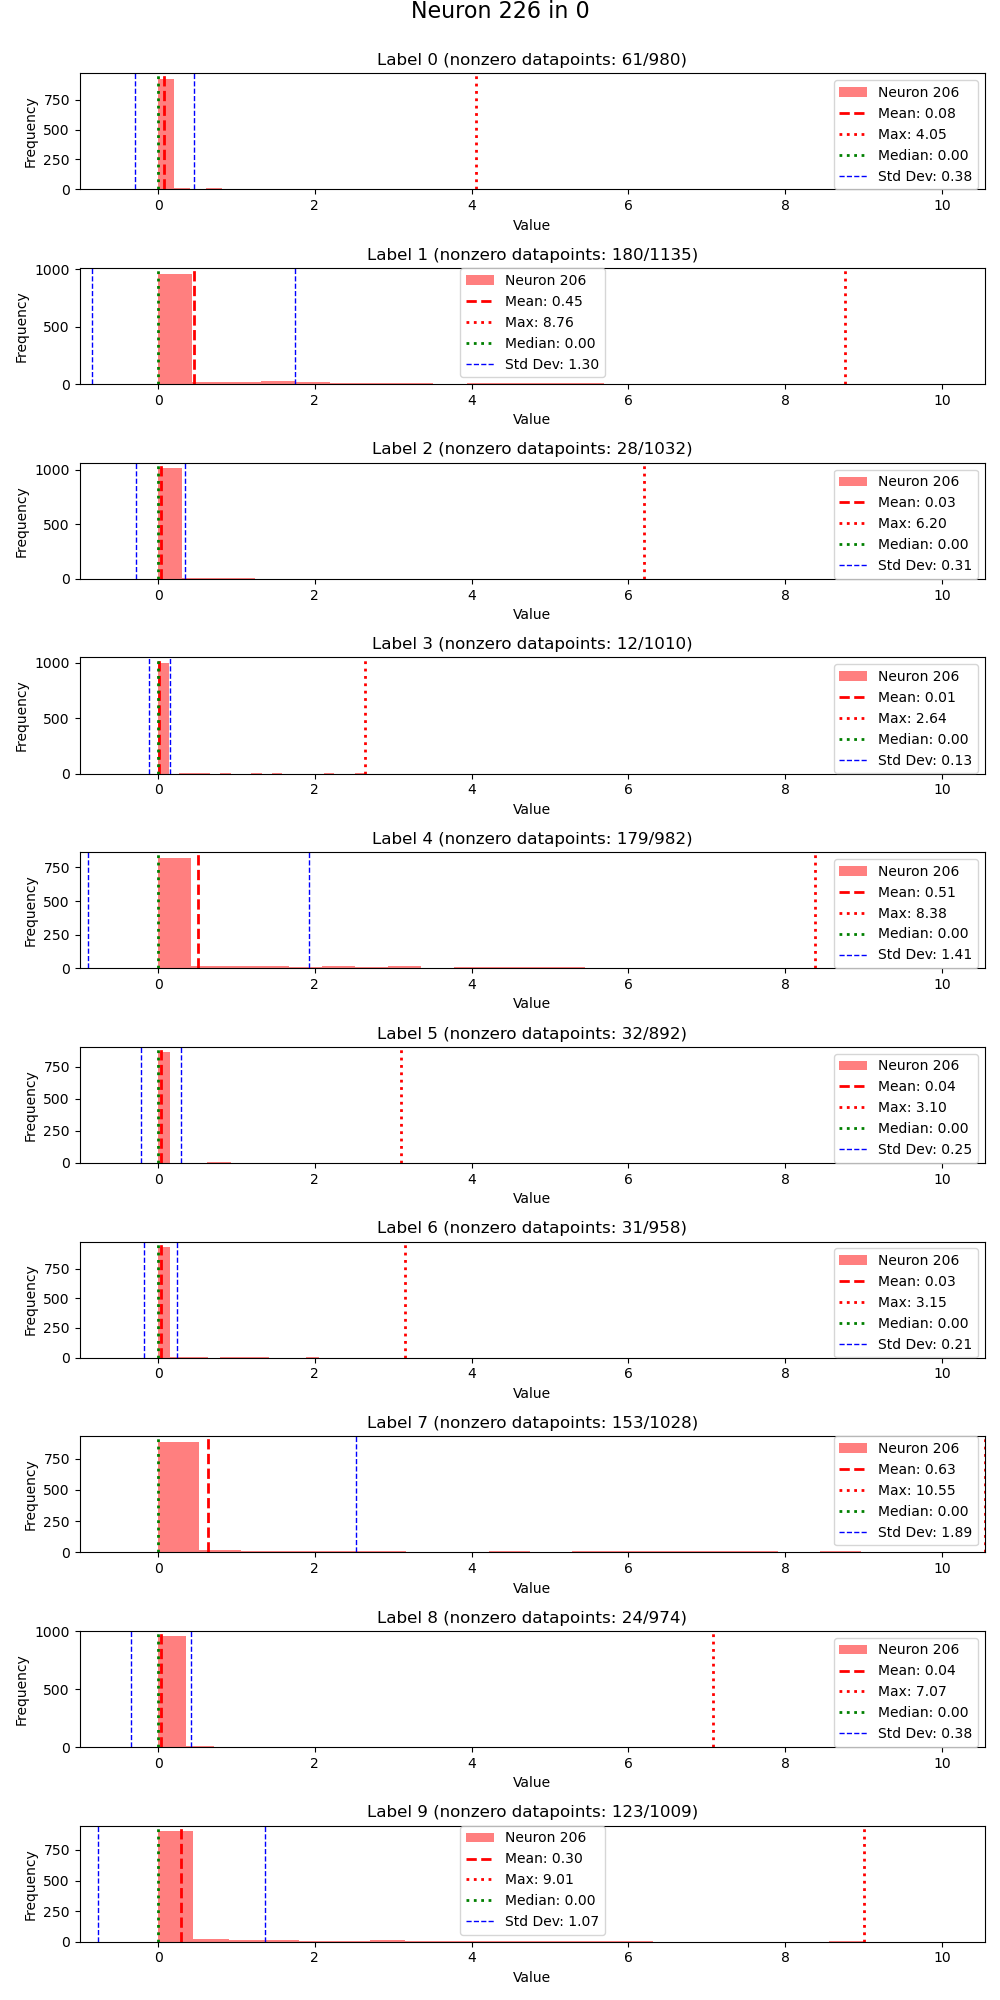 Neuron 226 in 0
Label 0 (nonzero datapoints: 61/980)
Frequency
750
500
250
0
Neuron 206
Mean: 0.08
Max: 4.05
Median: 0.00
Std Dev: 0.38
0 2 4 6 8 10
Value
Label 1 (nonzero datapoints: 180/1135)
Frequency
1000
500
0
Neuron 206
Mean: 0.45
Max: 8.76
Median: 0.00
Std Dev: 1.30
0 2 4 6 8 10
Value
Label 2 (nonzero datapoints: 28/1032)
Frequency
1000
500
0
Neuron 206
Mean: 0.03
Max: 6.20
Median: 0.00
Std Dev: 0.31
0 2 4 6 8 10
Value
Label 3 (nonzero datapoints: 12/1010)
Frequency
1000
500
0
Neuron 206
Mean: 0.01
Max: 2.64
Median: 0.00
Std Dev: 0.13
0 2 4 6 8 10
Value
Label 4 (nonzero datapoints: 179/982)
Frequency
750
500
250
0
Neuron 206
Mean: 0.51
Max: 8.38
Median: 0.00
Std Dev: 1.41
0 2 4 6 8 10
Value
Label 5 (nonzero datapoints: 32/892)
Frequency
750
500
250
0
Neuron 206
Mean: 0.04
Max: 3.10
Median: 0.00
Std Dev: 0.25
0 2 4 6 8 10
Value
Label 6 (nonzero datapoints: 31/958)
Frequency
750
500
250
0
Neuron 206
Mean: 0.03
Max: 3.15
Median: 0.00
Std Dev: 0.21
0 2 4 6 8 10
Value
Label 7 (nonzero datapoints: 153/1028)
Frequency
750
500
250
0
Neuron 206
Mean: 0.63
Max: 10.55
Median: 0.00
Std Dev: 1.89
0 2 4 6 8 10
Value
Label 8 (nonzero datapoints: 24/974)
Frequency
1000
500
0
Neuron 206
Mean: 0.04
Max: 7.07
Median: 0.00
Std Dev: 0.38
0 2 4 6 8 10
Value
Label 9 (nonzero datapoints: 123/1009)
Frequency
750
500
250
0
Neuron 206
Mean: 0.30
Max: 9.01
Median: 0.00
Std Dev: 1.07
0 2 4 6 8 10
Value